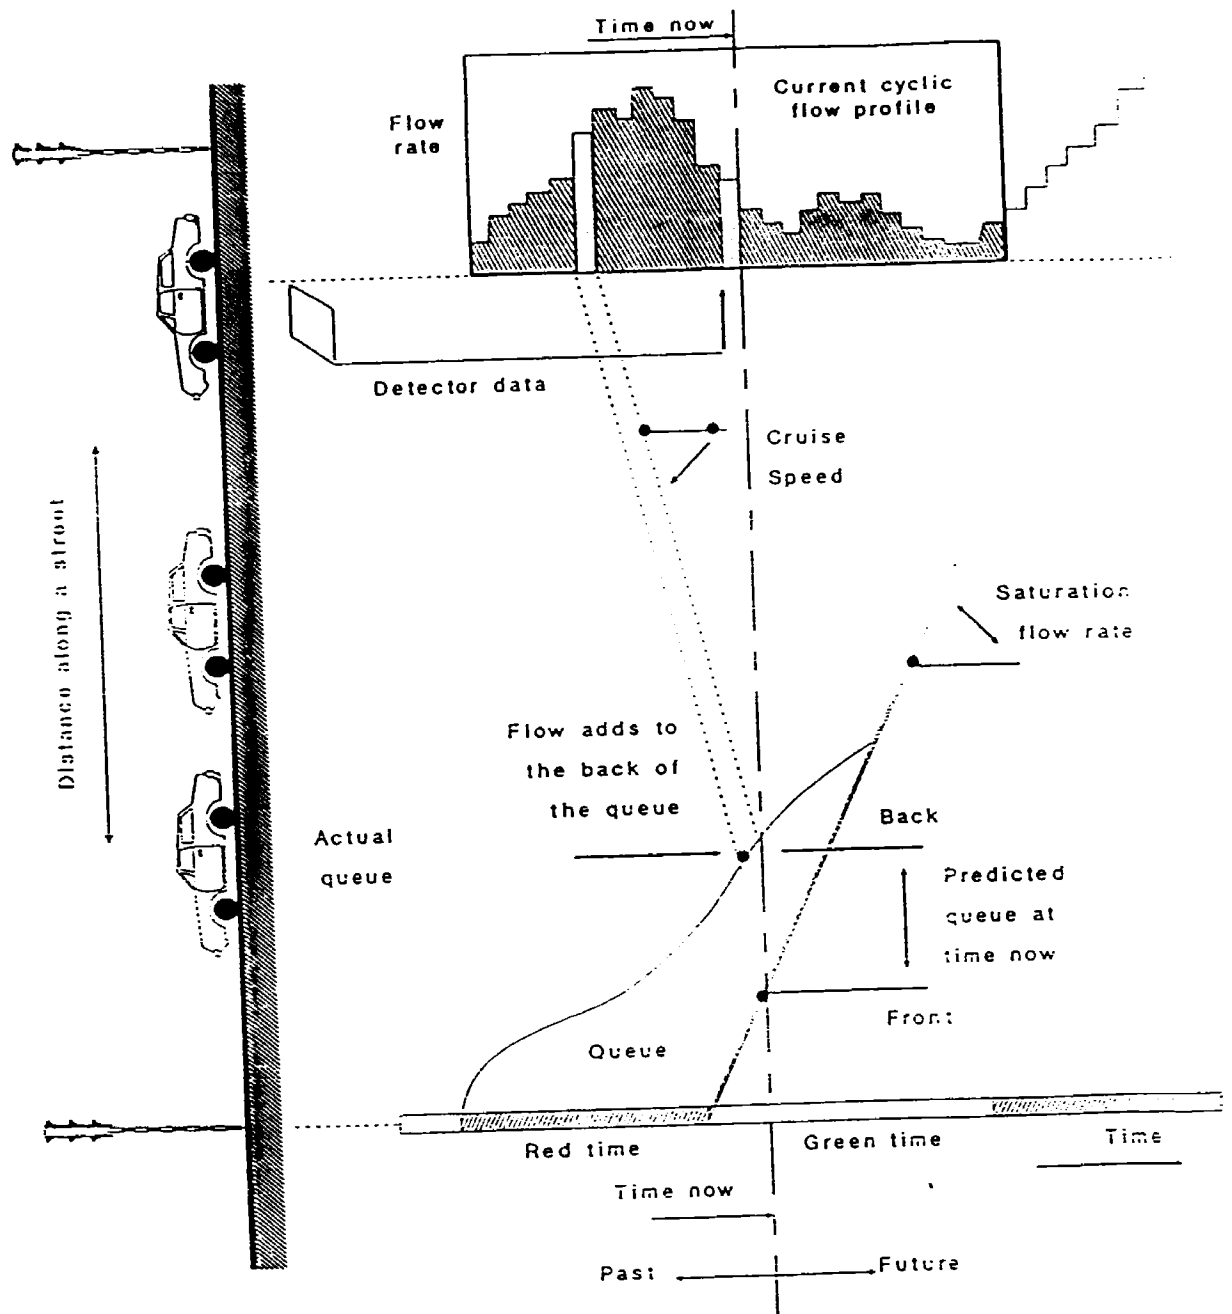 Time now
Current cyclic
flow profile
Flow
rate
Detector data
Cruise
Speed
Distance along a street
Saturation
flow rate
Flow adds to
the back of
the queue
Back
Actual
queue
Predicted
queue at
time now
Front
Queue
Red time
Green time
Time
Time now
Past
Future